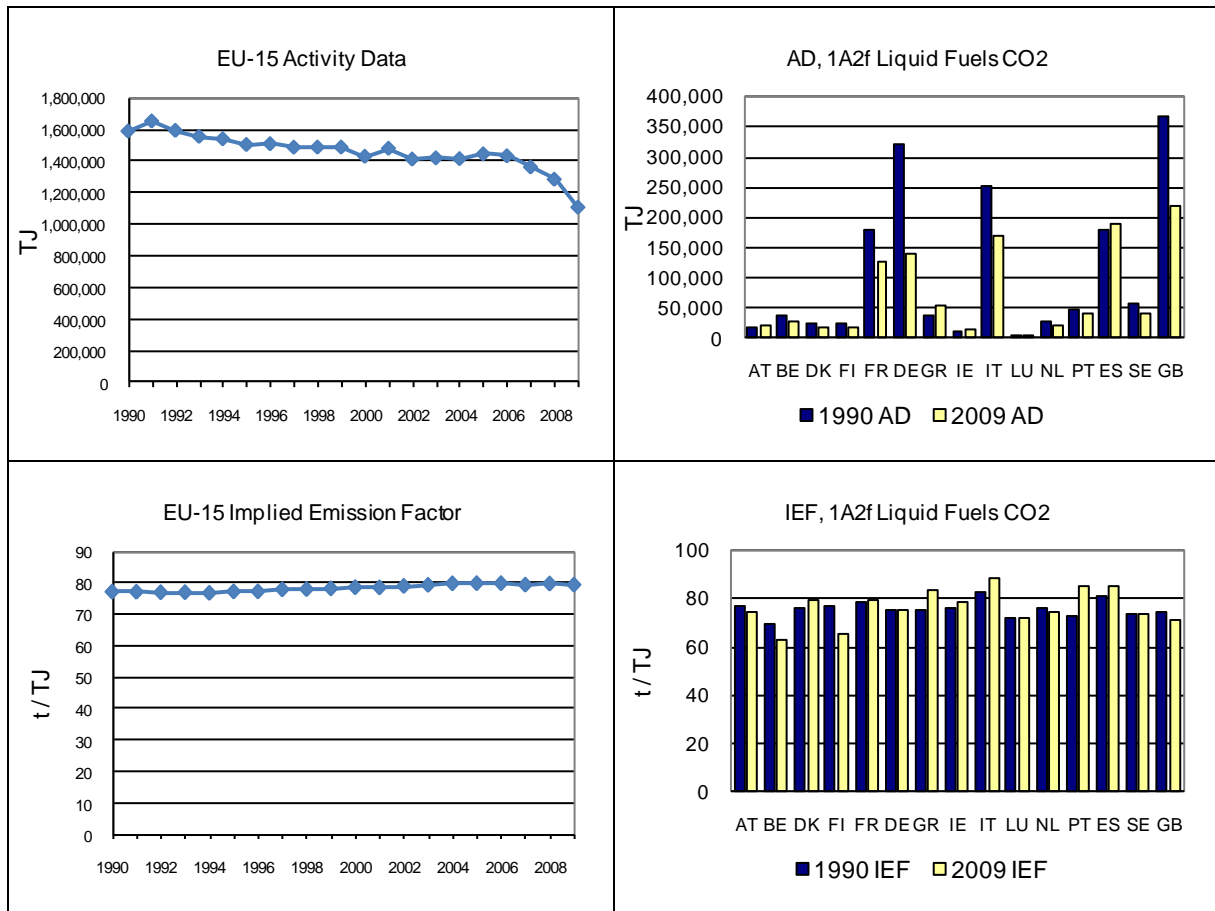 EU-15 Activity Data
1,800,000
1,600,000
1,400,000
1,200,000
1,000,000
800,000
600,000
400,000
200,000
0
TJ
1990 1992 1994 1996 1998 2000 2002 2004 2006 2008
AD, 1A2f Liquid Fuels CO2
400,000
350,000
300,000
250,000
200,000
150,000
100,000
50,000
0
TJ
AT BE DK FI FR DE GR IE IT LU NL PT ES SE GB
1990 AD 2009 AD
EU-15 Implied Emission Factor
90
80
70
60
50
40
30
20
10
0
t / TJ
1990 1992 1994 1996 1998 2000 2002 2004 2006 2008
IEF, 1A2f Liquid Fuels CO2
100
80
60
40
20
0
t / TJ
AT BE DK FI FR DE GR IE IT LU NL PT ES SE GB
1990 IEF 2009 IEF